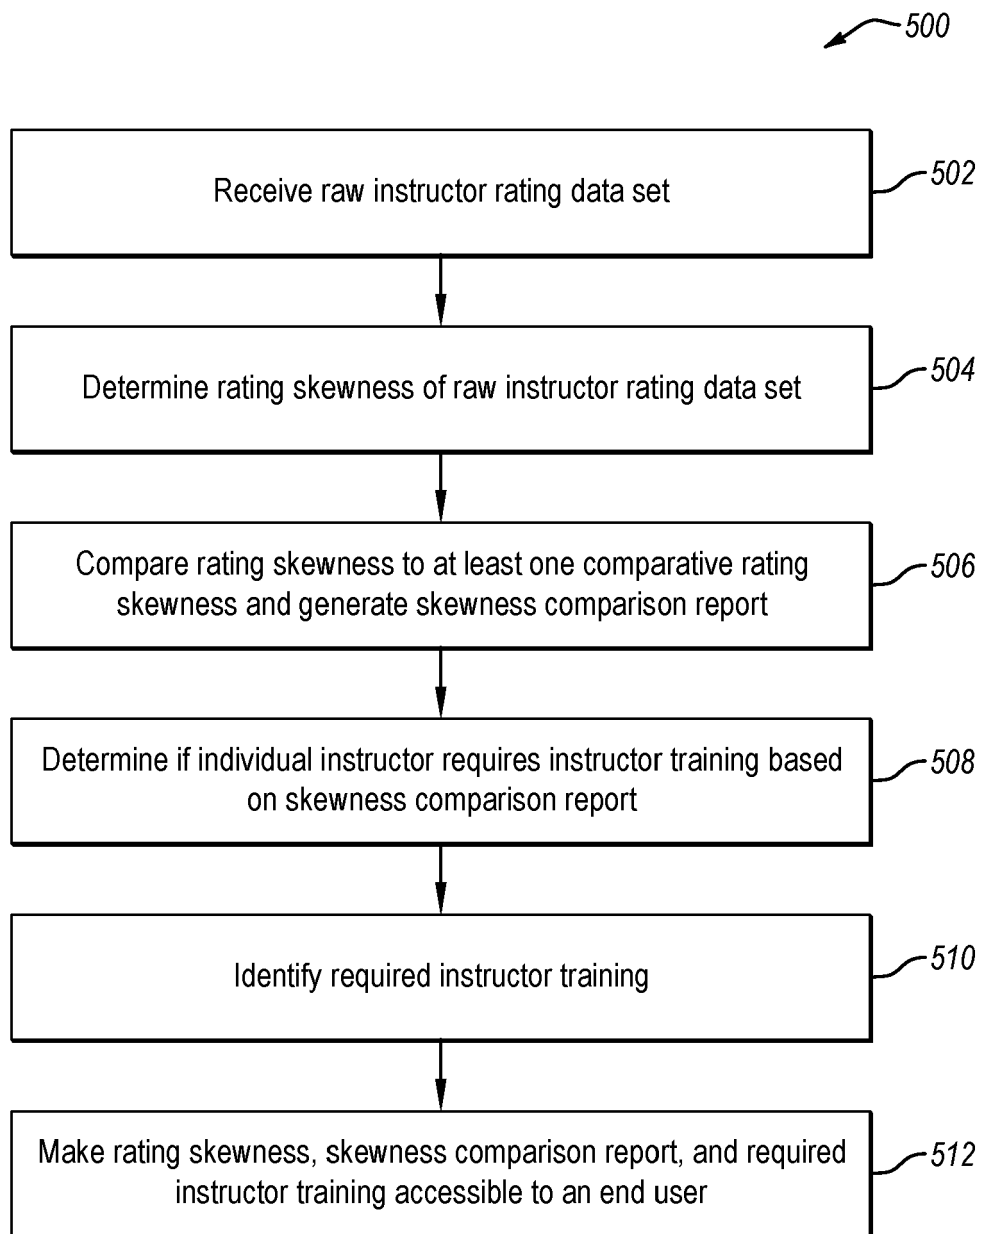 500
Receive raw instructor rating data set
502
Determine rating skewness of raw instructor rating data set
504
Compare rating skewness to at least one comparative rating
skewness and generate skewness comparison report
506
Determine if individual instructor requires instructor training based
on skewness comparison report
508
Identify required instructor training
510
Make rating skewness, skewness comparison report, and required
instructor training accessible to an end user
512